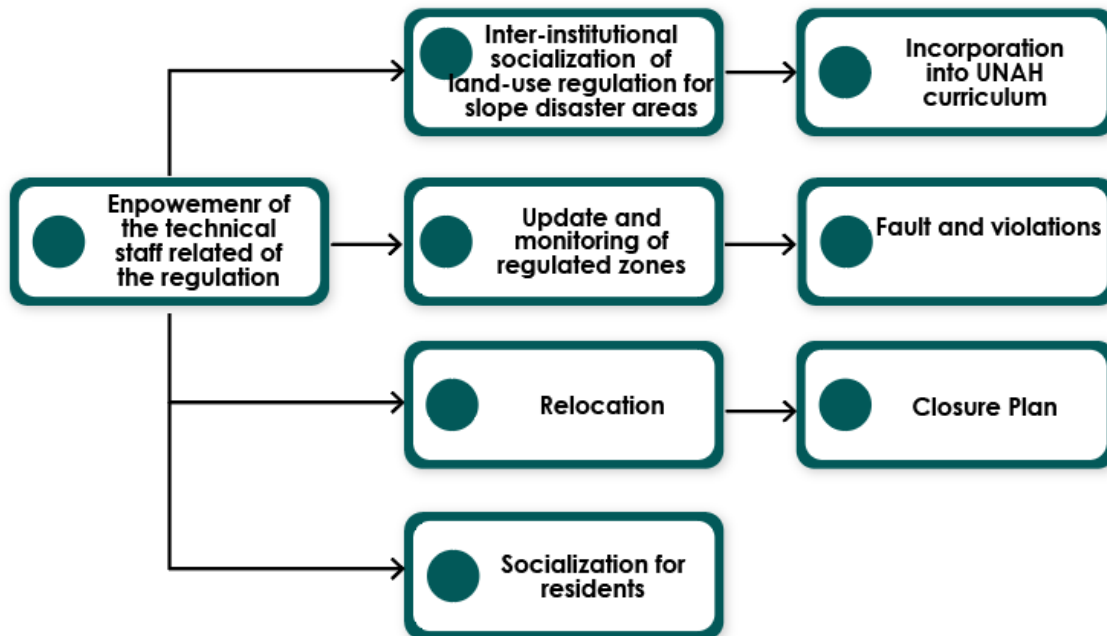 Inter-institutional
socialization of
land-use regulation for
slope disaster areas
Incorporation
into UNAH
curriculum
Enpowemenr of
the technical
staff related of
the regulation
Update and
monitoring of
regulated zones
Fault and violations
Relocation
Closure Plan
Socialization for
residents